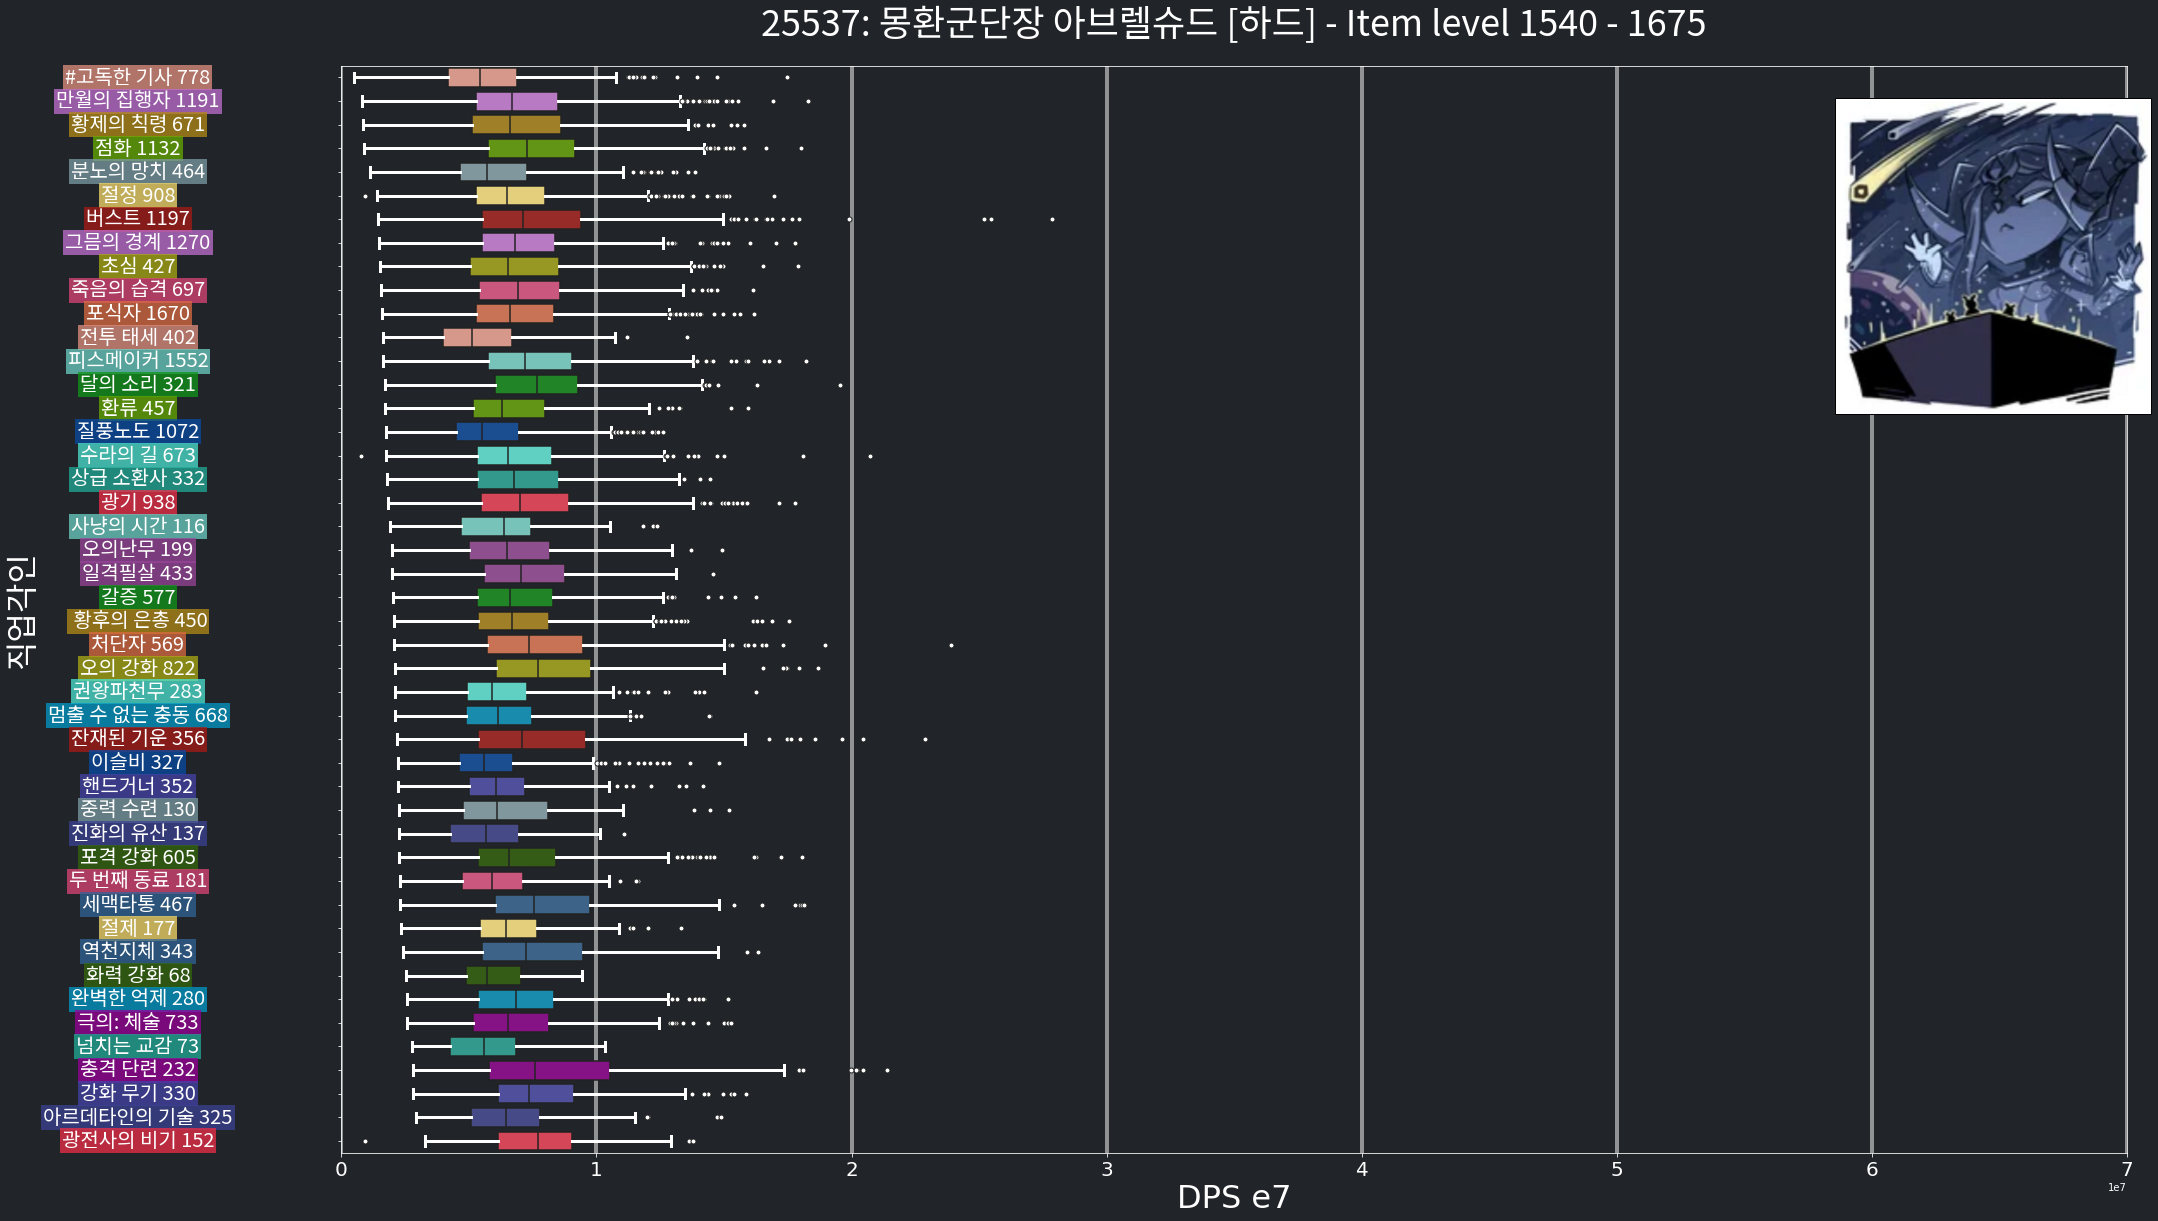 25537: 몽환군단장 아브렐슈드 [하드] - Item level 1540 - 1675
#고독한 기사 778
만월의 집행자 1191
황제의 칙령 671
점화 1132
분노의 망치 464
절정 908
버스트 1197
그믐의 경계 1270
초심 427
죽음의 습격 697
포식자 1670
전투 태세 402
피스메이커 1552
달의 소리 321
환류 457
질풍노도 1072
수라의 길 673
상급 소환사 332
광기 938
사냥의 시간 116
오의난무 199
일격필살 433
갈증 577
황후의 은총 450
처단자 569
오의 강화 822
권왕파천무 283
멈출 수 없는 충동 668
잔재된 기운 356
이슬비 327
핸드거너 352
중력 수련 130
진화의 유산 137
포격 강화 605
두 번째 동료 181
세맥타통 467
절제 177
역천지체 343
화력 강화 68
완벽한 억제 280
극의: 체술 733
넘치는 교감 73
충격 단련 232
강화 무기 330
아르데타인의 기술 325
광전사의 비기 152
직업각인
0 1 2 3 4 5 6 7
1e7
DPS e7